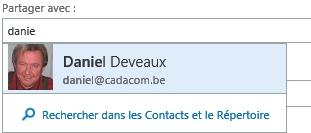 Partager avec :
danie
Daniel Deveaux
daniel@cadacom.be
Rechercher dans les Contacts et le Répertoire